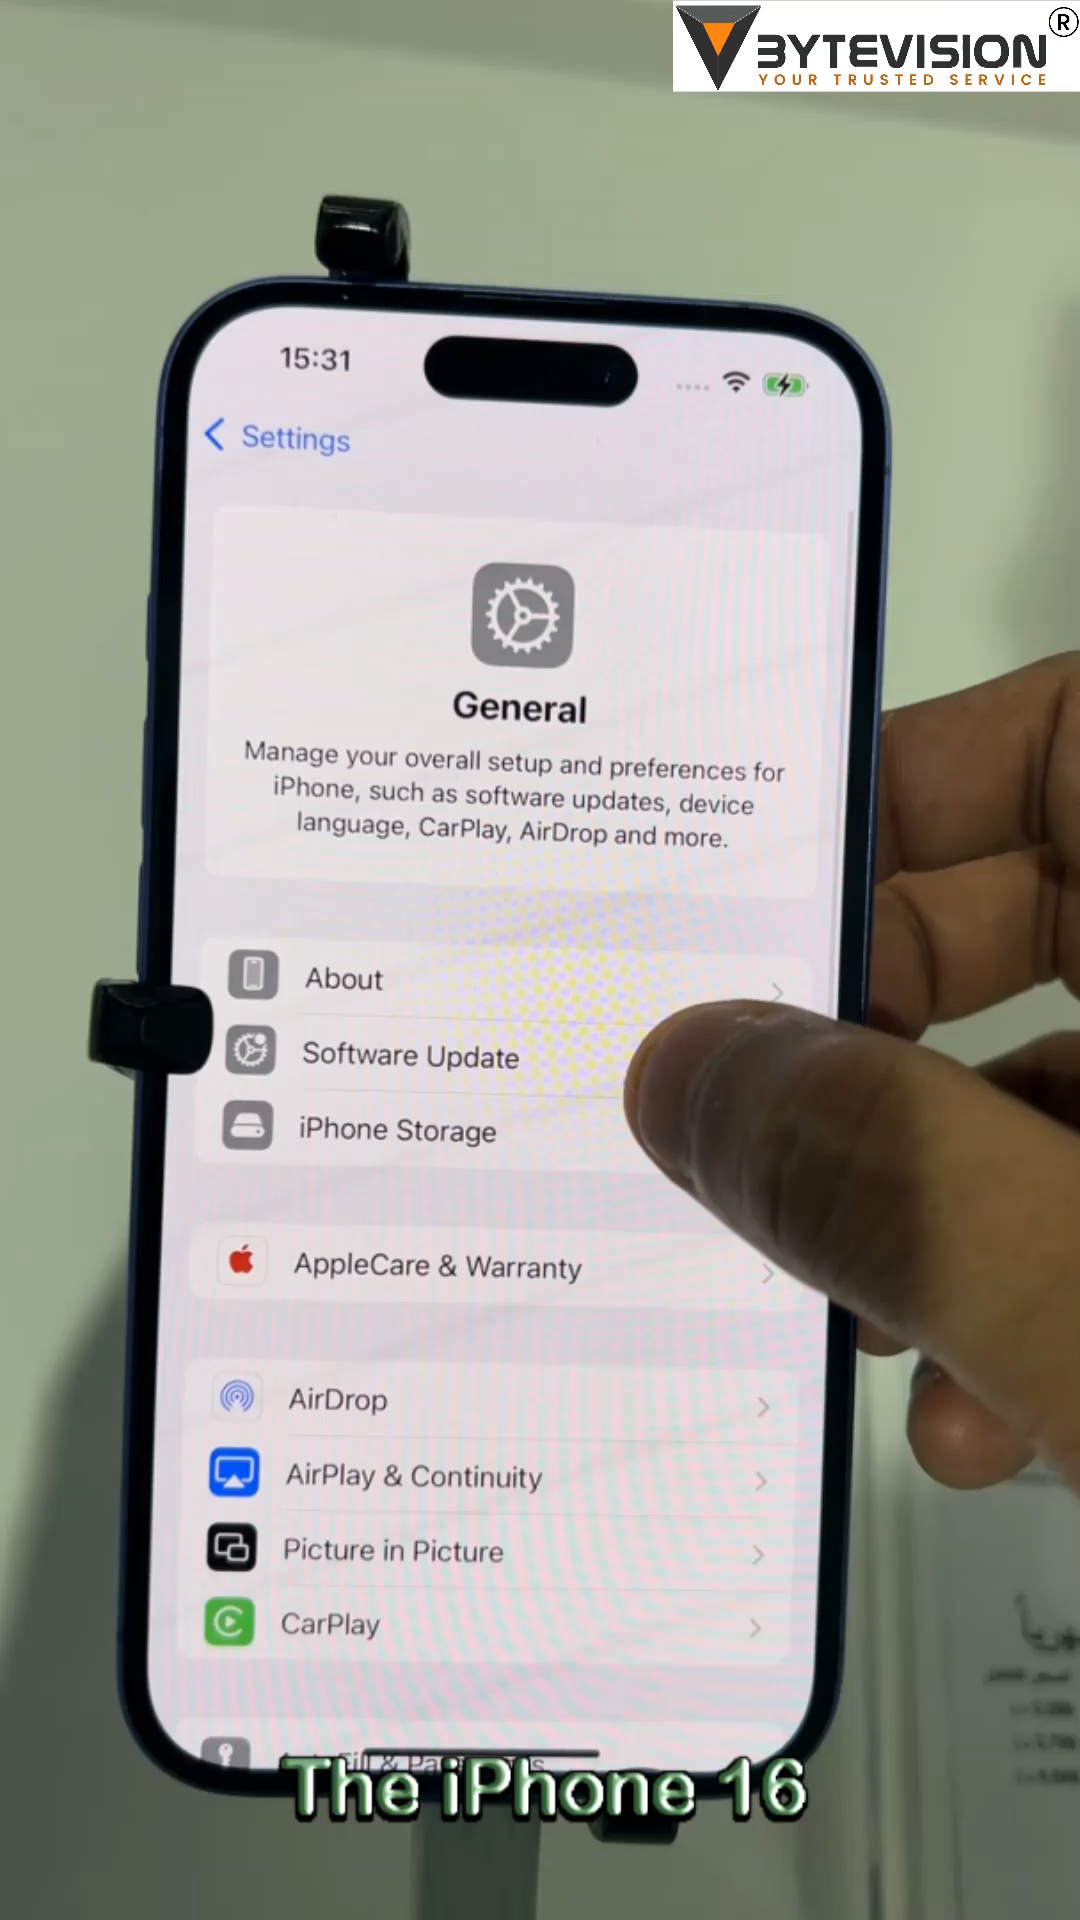 BYTEVISION®
YOUR TRUSTED SERVICE
15:31
Settings
General
Manage your overall setup and preferences for
iPhone, such as software updates, device
language, CarPlay, AirDrop and more.
About
Software Update
iPhone Storage
AppleCare & Warranty
AirDrop
AirPlay & Continuity
Picture in Picture
CarPlay
The iPhone 16